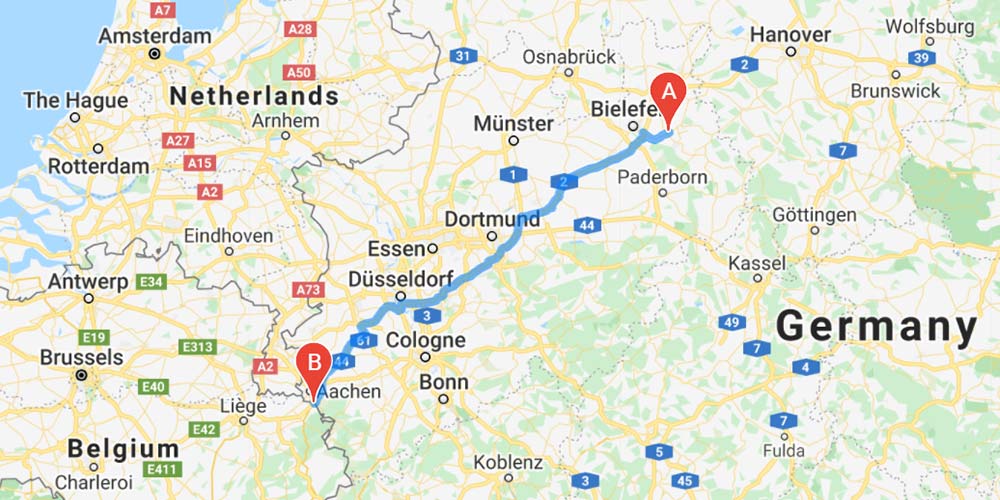 A7
Amsterdam
A28
31
Osnabrück
Hanover
Wolfsburg
39
2
Brunswick
A50
The Hague
Netherlands
Arnhem
A
Bielefe
Münster
Rotterdam
A27
A15
A2
1
2
Paderborn
7
Göttingen
Dortmund
44
Eindhoven
Essen
Kassel
Antwerp
E34
A73
Düsseldorf
3
49
Germany
E19
E313
61
Cologne
7
Brussels
A2
B
44
4
E40
Aachen
Bonn
Liège
E42
7
Belgium
E411
Koblenz
5
Fulda
Charleroi
3
45